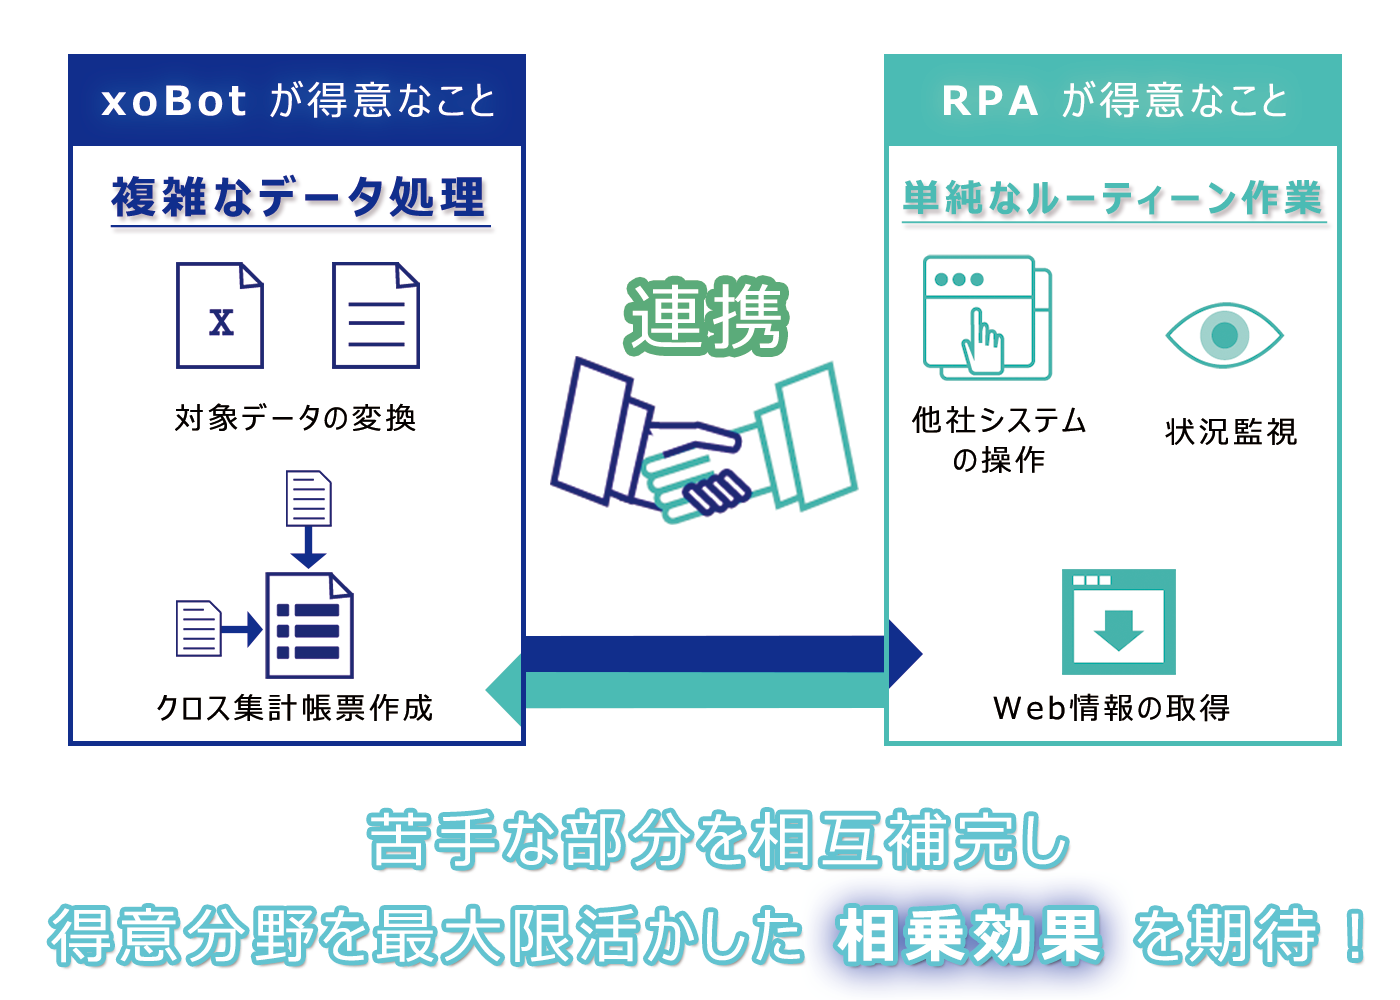 xoBot が得意なこと
複雑なデータ処理
x
対象データの変換
クロス集計帳票作成
連携
RPA が得意なこと
単純なルーティーン作業
他社システム
の操作
状況監視
Web情報の取得
苦手な部分を相互補完し
得意分野を最大限活かした 相乗効果 を期待！